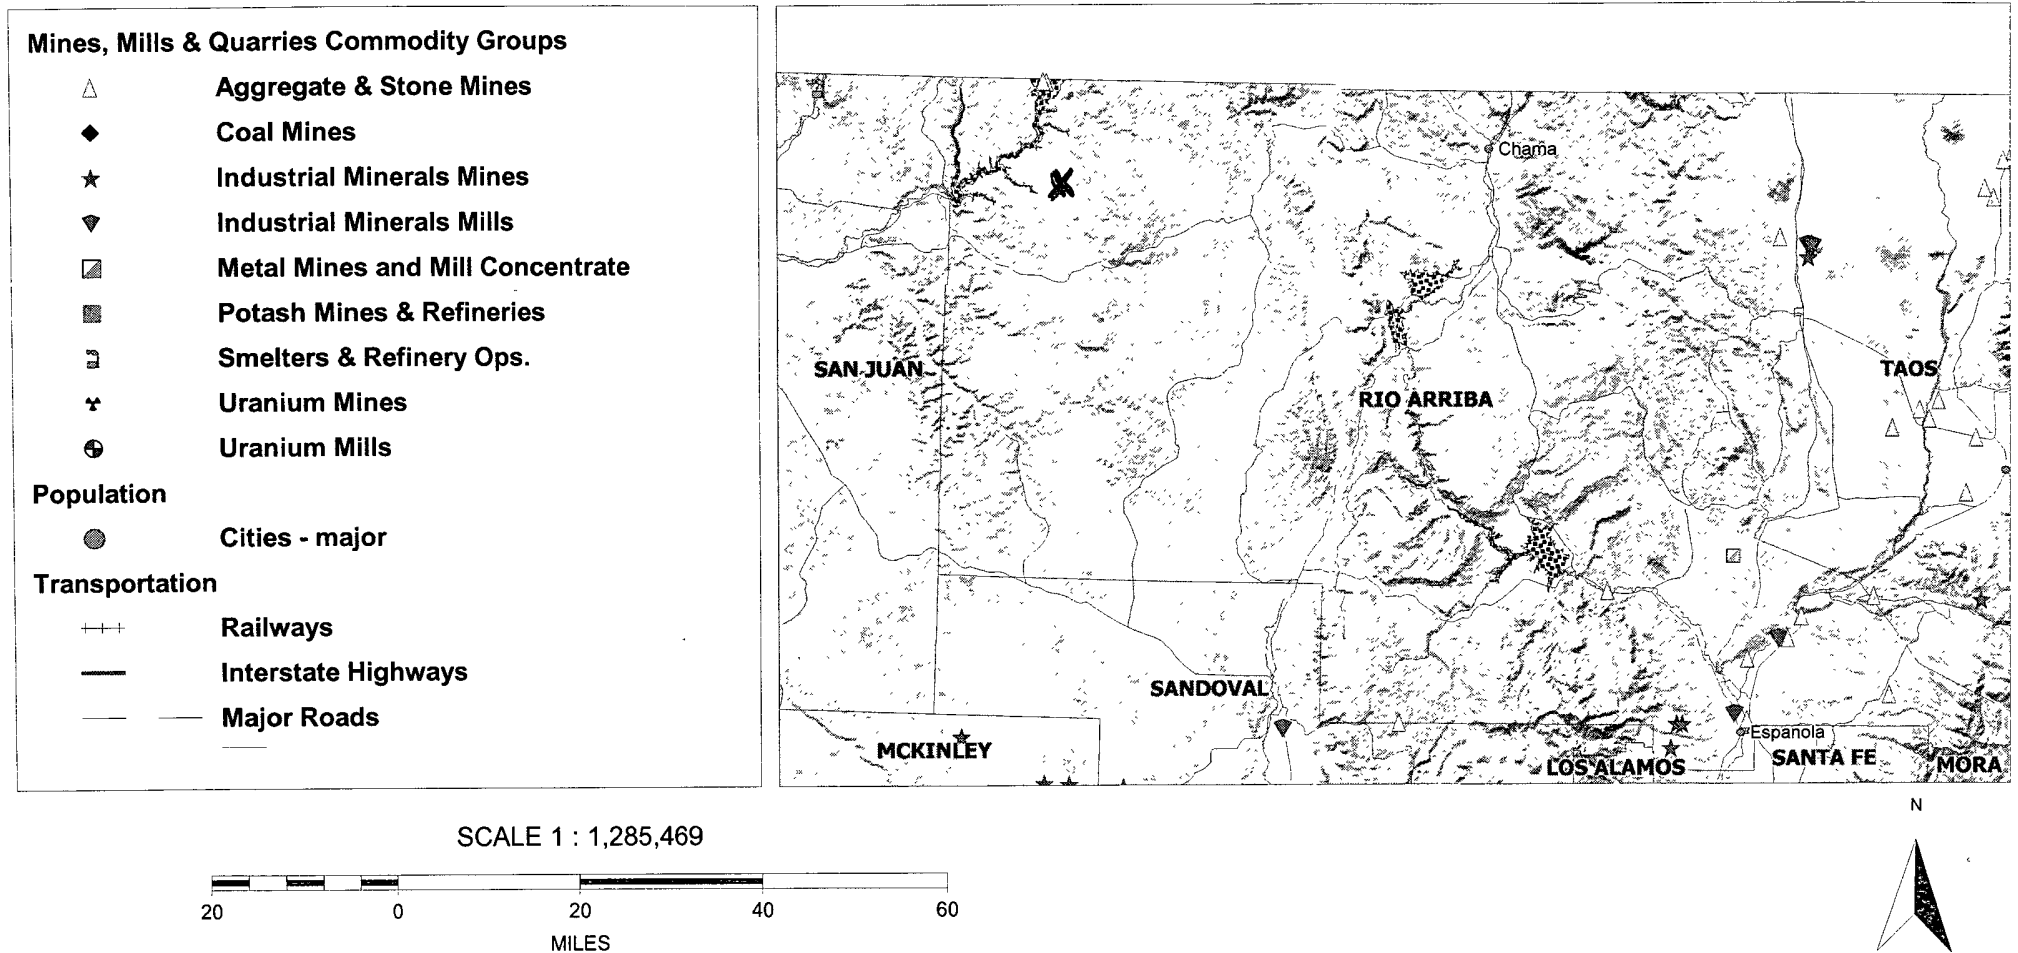 Mines, Mills & Quarries Commodity Groups
Aggregate & Stone Mines
Coal Mines
Industrial Minerals Mines
Industrial Minerals Mills
Metal Mines and Mill Concentrate
Potash Mines & Refineries
Smelters & Refinery Ops.
Uranium Mines
Uranium Mills
Population
Cities - major
Transportation
Railways
Interstate Highways
Major Roads
Chama
SAN JUAN
TAOS
RIO ARRIBA
SANDOVAL
MCKINLEY
Espanola
LOS ALAMOS
SANTA FE
MORA
SCALE 1 : 1,285,469
20 0 20 40 60
MILES
N